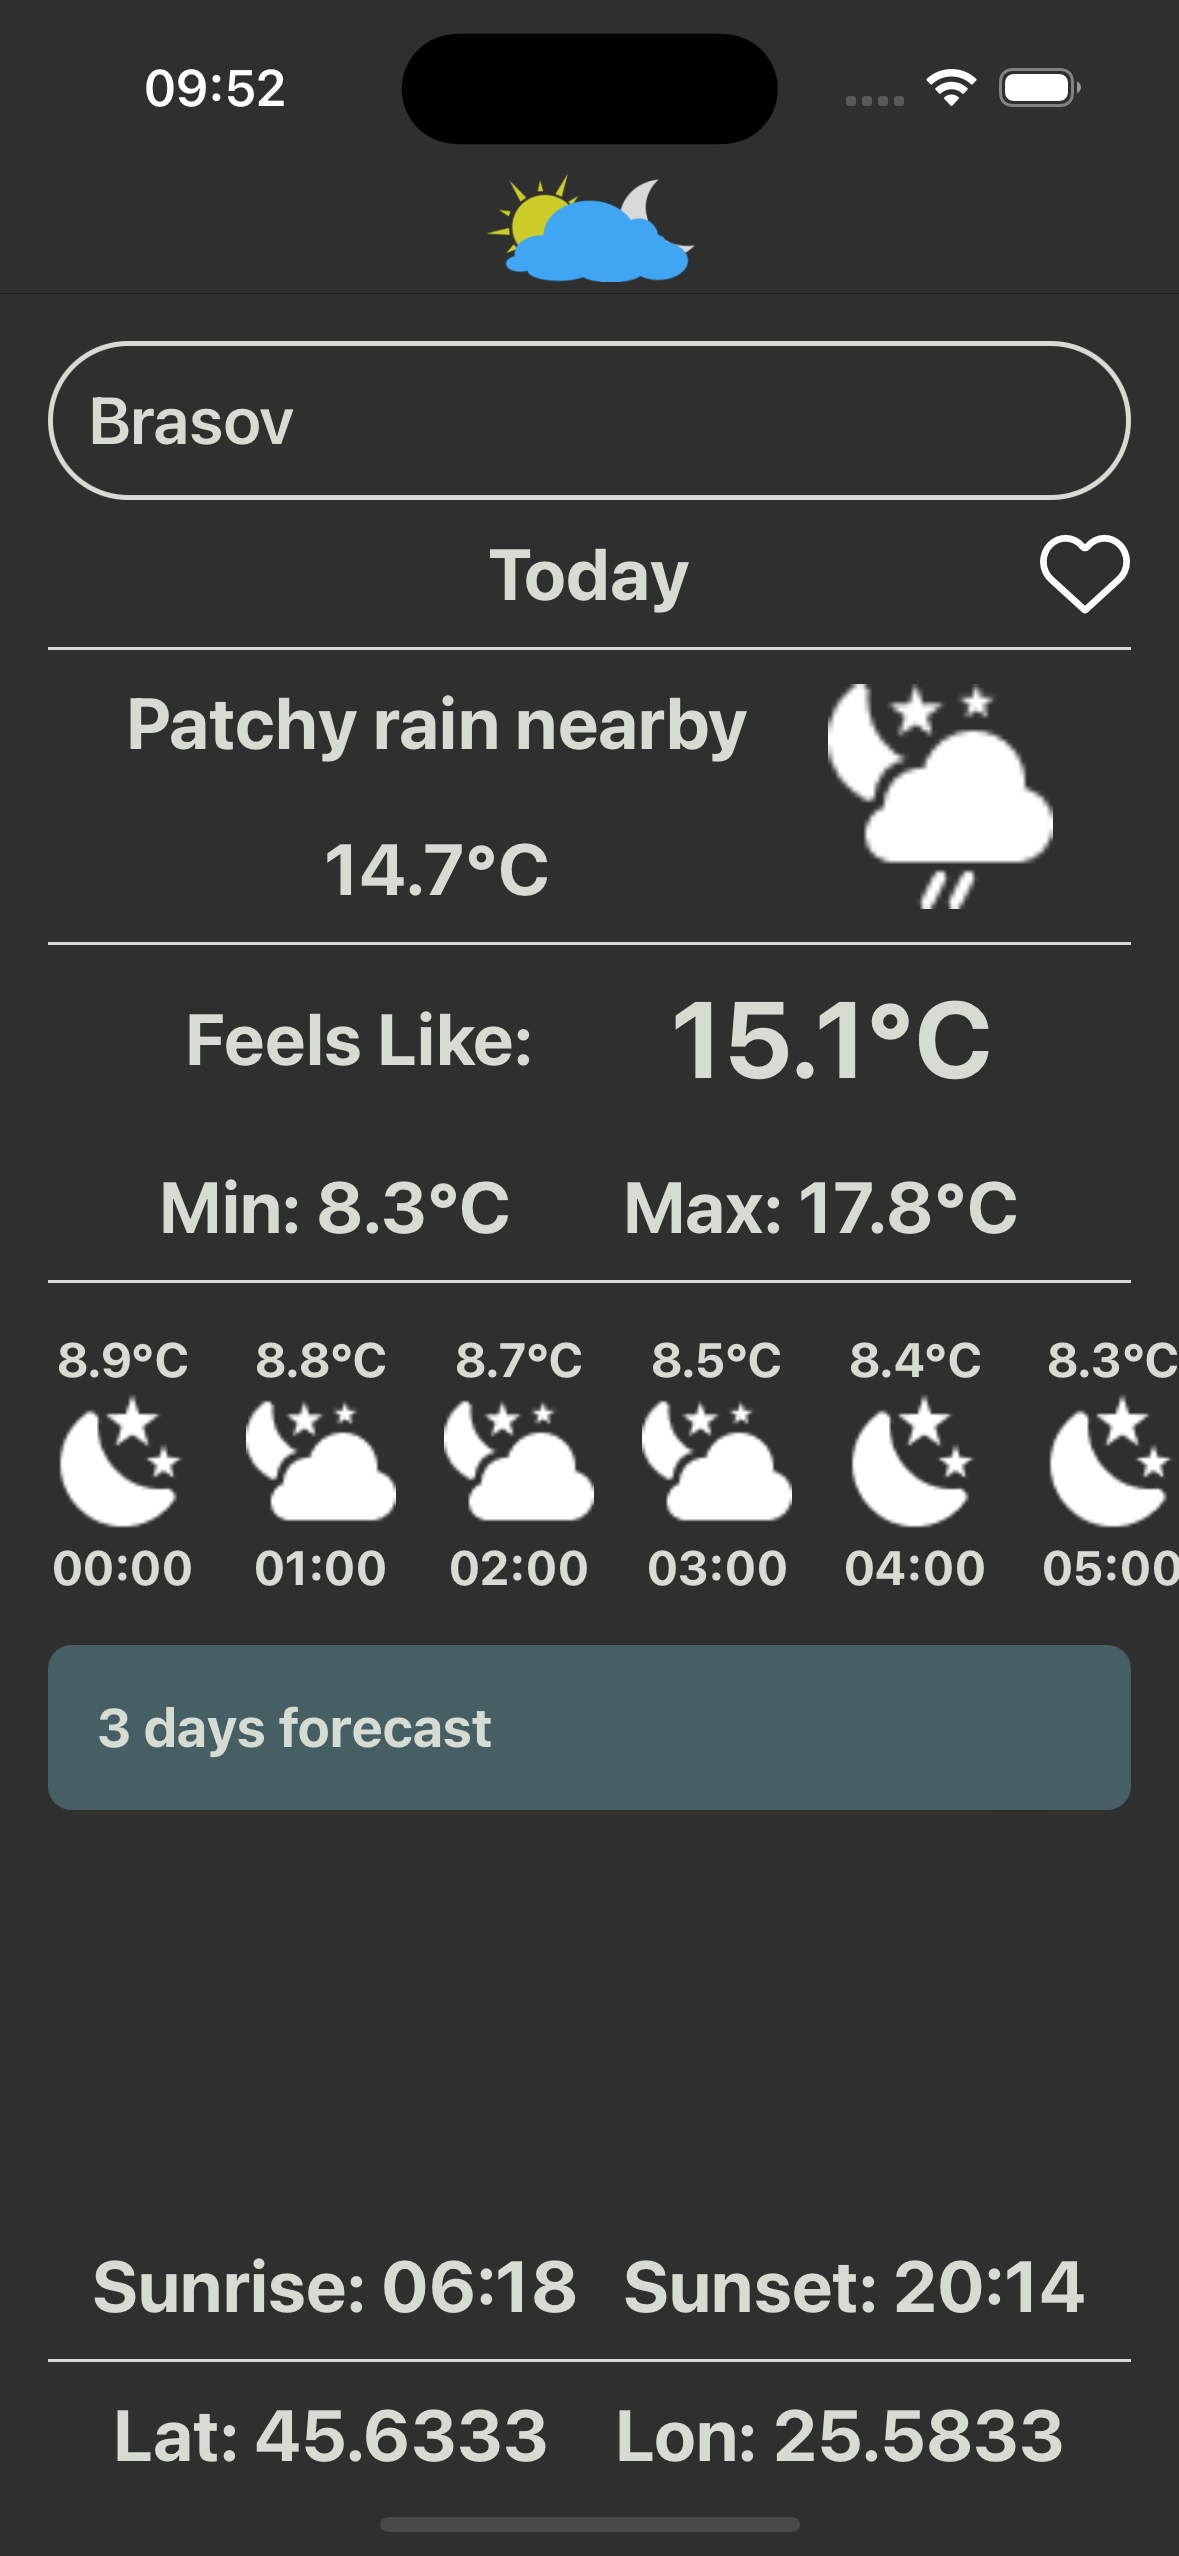 09:52
Brasov
Today
Patchy rain nearby
14.7°C
Feels Like: 15.1°C
Min: 8.3°C Max: 17.8°C
8.9°C 8.8°C 8.7°C 8.5°C 8.4°C 8.3°C
00:00 01:00 02:00 03:00 04:00 05:00
3 days forecast
Sunrise: 06:18 Sunset: 20:14
Lat: 45.6333 Lon: 25.5833